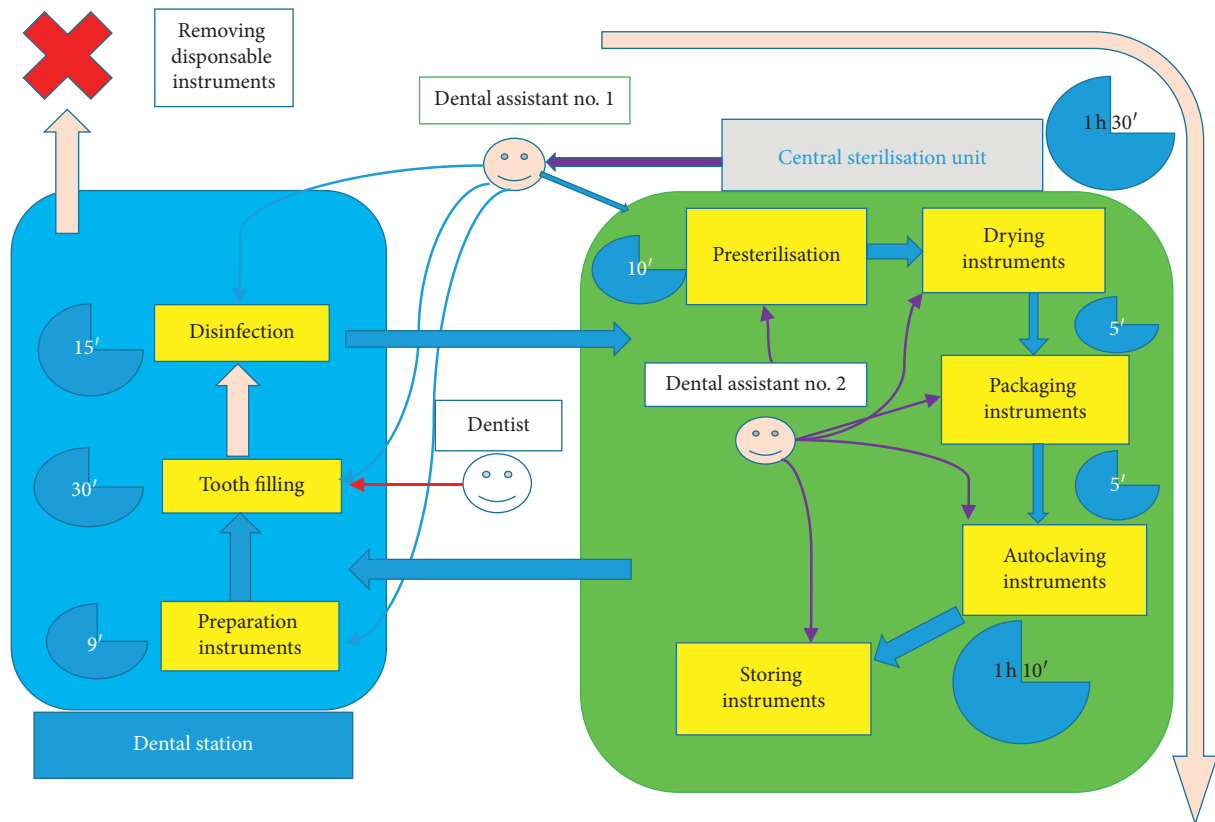 Removing
disponsable
instruments
Dental assistant no. 1
Central sterilisation unit
1 h 30′
Disinfection
15′
Dentist
Tooth filling
30′
Preparation
instruments
9′
Dental station
10′
Presterilisation
Drying
instruments
5′
Dental assistant no. 2
Packaging
instruments
5′
Autoclaving
instruments
1 h 10′
Storing
instruments